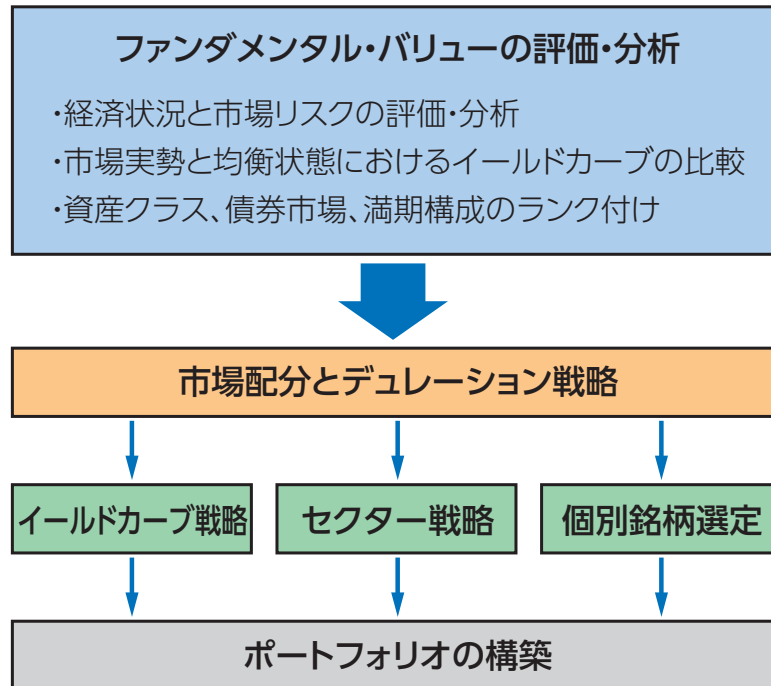 ファンダメンタル・バリューの評価・分析
・経済状況と市場リスクの評価・分析
・市場実勢と均衡状態におけるイールドカーブの比較
・資産クラス、債券市場、満期構成のランク付け
市場配分とデュレーション戦略
イールドカーブ戦略
セクター戦略
個別銘柄選定
ポートフォリオの構築